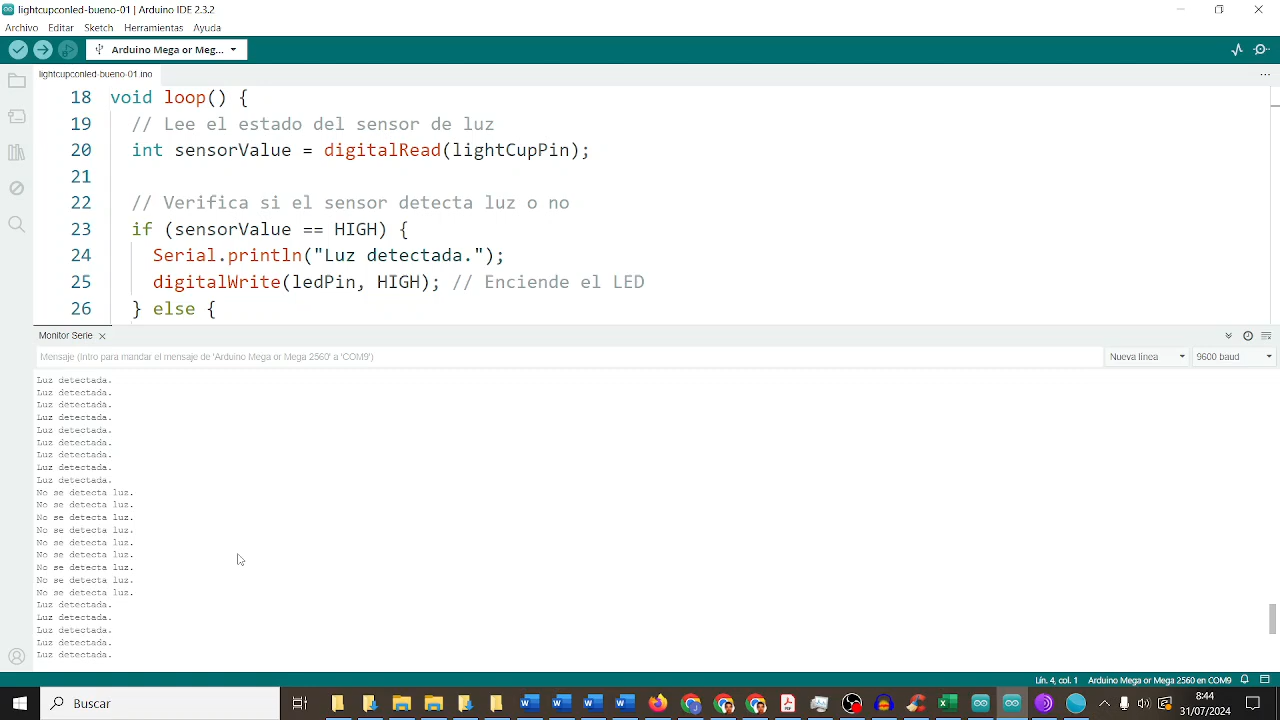 lightcupconled-bueno-01 | Arduino IDE 2.3.2
Archivo Editar Sketch Herramientas Ayuda
Arduino Mega or Meg...
lightcupconled-bueno-01.ino
18 void loop() {
19 // Lee el estado del sensor de luz
20 int sensorValue = digitalRead(lightCupPin);
21
22 // Verifica si el sensor detecta luz o no
23 if (sensorValue == HIGH) {
24 Serial.println("Luz detectada.");
25 digitalWrite(ledPin, HIGH); // Enciende el LED
26 } else {
Monitor Serie
Mensaje (Intro para mandar el mensaje de 'Arduino Mega or Mega 2560' a 'COM9')
Nueva línea
9600 baud
Luz detectada.
Luz detectada.
Luz detectada.
Luz detectada.
Luz detectada.
Luz detectada.
Luz detectada.
Luz detectada.
Luz detectada.
No se detecta luz.
No se detecta luz.
No se detecta luz.
No se detecta luz.
No se detecta luz.
No se detecta luz.
No se detecta luz.
No se detecta luz.
No se detecta luz.
Luz detectada.
Luz detectada.
Luz detectada.
Luz detectada.
Luz detectada.
Lín. 4, col. 1 Arduino Mega or Mega 2560 en COM9
Buscar
8:44
31/07/2024